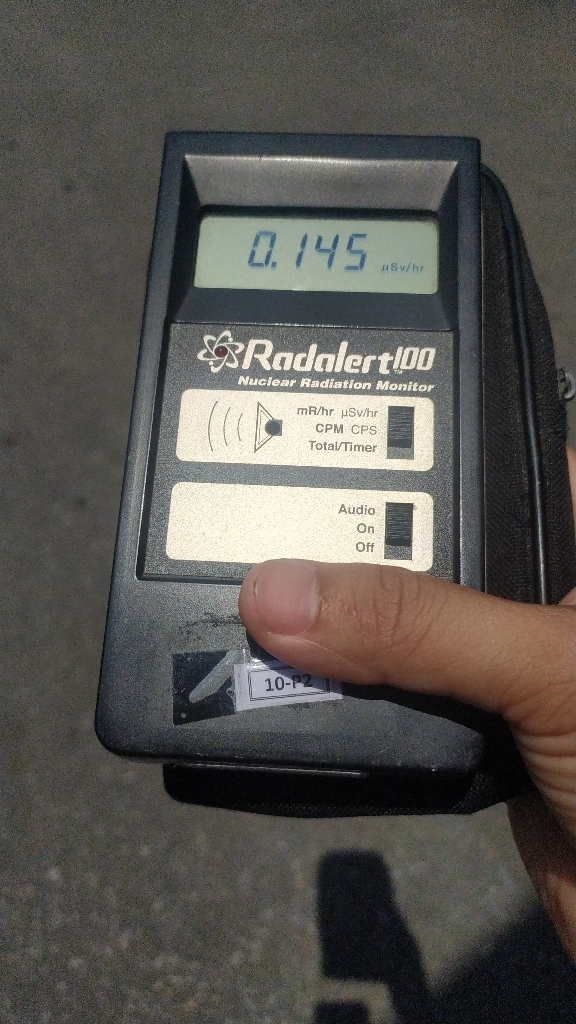 0.145 µSv/hr
Radalert100™
Nuclear Radiation Monitor
mR/hr µSv/hr
CPM CPS
Total/Timer
Audio
On
Off
10-P2